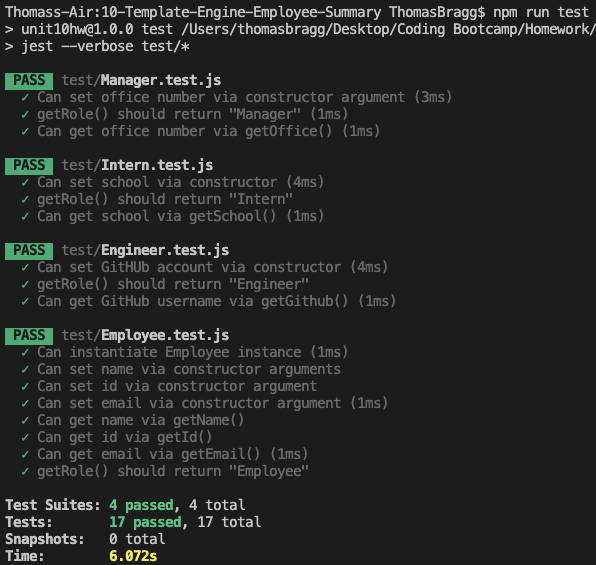 Thomass-Air:10-Template-Engine-Employee-Summary ThomasBragg$ npm run test
> unit10hw@1.0.0 test /Users/thomasbragg/Desktop/Coding Bootcamp/Homework/
> jest --verbose test/*
PASS test/Manager.test.js
✓ Can set office number via constructor argument (3ms)
✓ getRole() should return "Manager" (1ms)
✓ Can get office number via getOffice() (1ms)
PASS test/Intern.test.js
✓ Can set school via constructor (4ms)
✓ getRole() should return "Intern"
✓ Can get school via getSchool() (1ms)
PASS test/Engineer.test.js
✓ Can set GitHUb account via constructor (4ms)
✓ getRole() should return "Engineer"
✓ Can get GitHub username via getGithub() (1ms)
PASS test/Employee.test.js
✓ Can instantiate Employee instance (1ms)
✓ Can set name via constructor arguments
✓ Can set id via constructor argument
✓ Can set email via constructor argument (1ms)
✓ Can get name via getName()
✓ Can get id via getId()
✓ Can get email via getEmail() (1ms)
✓ getRole() should return "Employee"
Test Suites: 4 passed, 4 total
Tests: 17 passed, 17 total
Snapshots: 0 total
Time: 6.072s